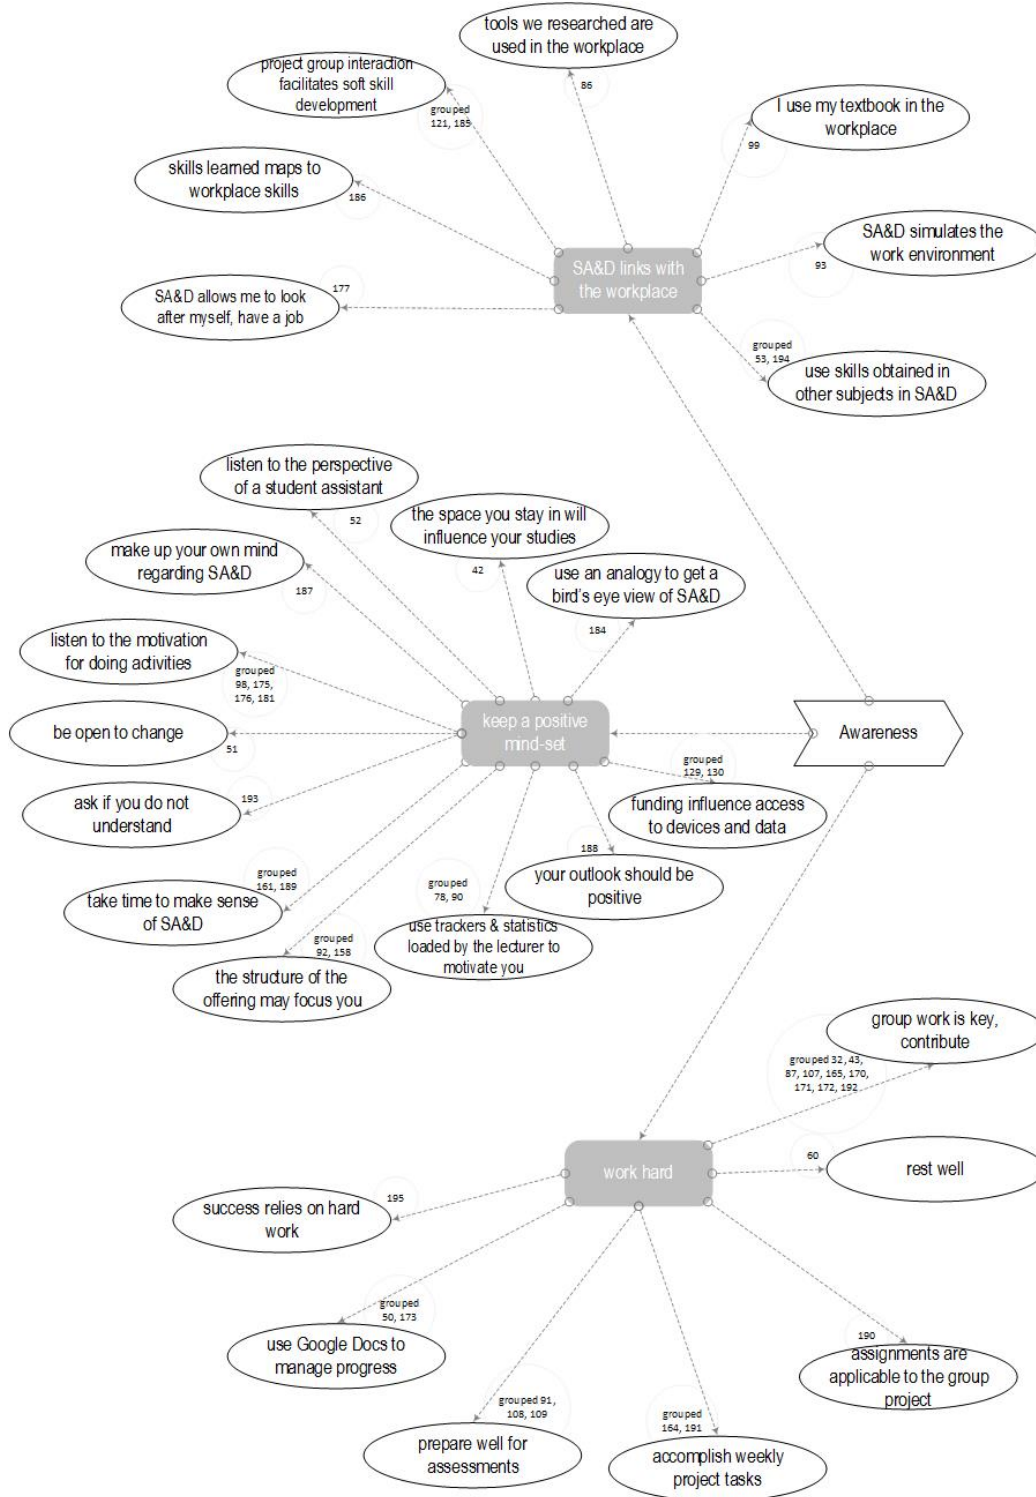 tools we researched are
used in the workplace
86
project group interaction
facilitates soft skill
development
grouped
121, 185
I use my textbook in the
workplace
99
skills learned maps to
workplace skills
186
SA&D simulates the
work environment
93
SA&D links with
the workplace
SA&D allows me to look
after myself, have a job
177
grouped
53, 194
use skills obtained in
other subjects in SA&D
listen to the perspective
of a student assistant
52
the space you stay in will
influence your studies
42
make up your own mind
regarding SA&D
187
use an analogy to get a
bird's eye view of SA&D
184
listen to the motivation
for doing activities
grouped
98, 175,
176, 181
be open to change
51
keep a positive
mind-set
Awareness
ask if you do not
understand
193
grouped
129, 130
funding influence access
to devices and data
188
your outlook should be
positive
grouped
161, 189
take time to make sense
of SA&D
grouped
78, 90
use trackers & statistics
loaded by the lecturer to
motivate you
grouped
92, 158
the structure of the
offering may focus you
group work is key,
contribute
grouped 32, 43,
87, 107, 165, 170,
171, 172, 192
work hard
60
rest well
195
success relies on hard
work
grouped
50, 173
use Google Docs to
manage progress
190
assignments are
applicable to the group
project
grouped 91,
108, 109
prepare well for
assessments
grouped
164, 191
accomplish weekly
project tasks